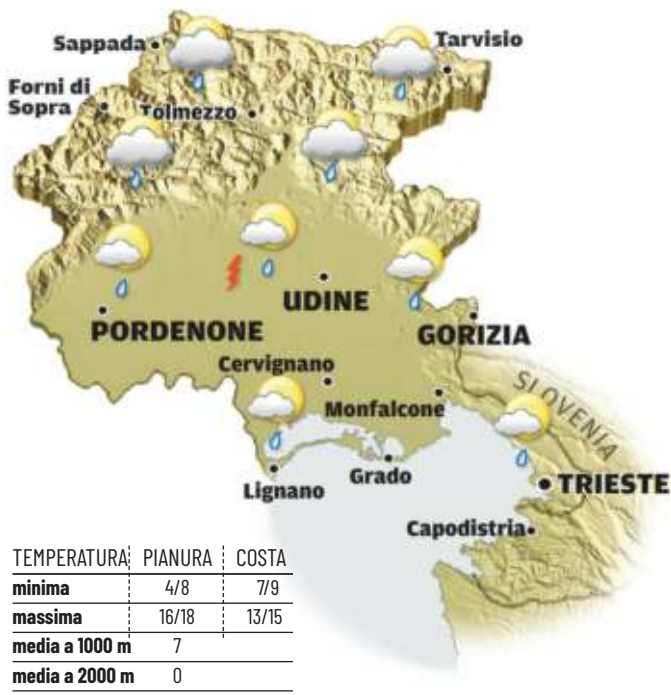 Sappada
Tarvisio
Forni di
Sopra
Tolmezzo
UDINE
PORDENONE
GORIZIA
Cervignano
SLOVENIA
Monfalcone
Grado
Lignano
TRIESTE
Capodistria
TEMPERATURA PIANURA COSTA
minima 4/8 7/9
massima 16/18 13/15
media a 1000 m 7
media a 2000 m 0